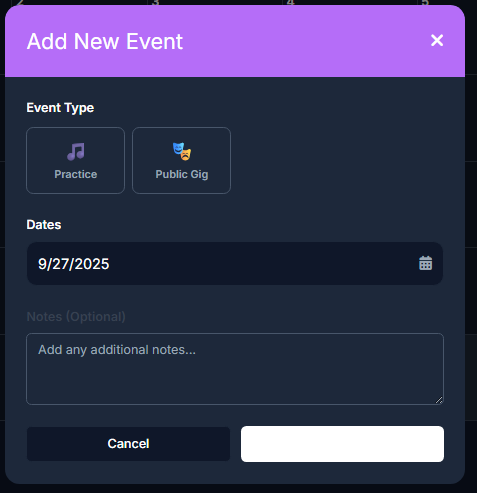 2
3
4
5
Add New Event
Event Type
Practice
Public Gig
Dates
9/27/2025
Notes (Optional)
Add any additional notes...
Cancel